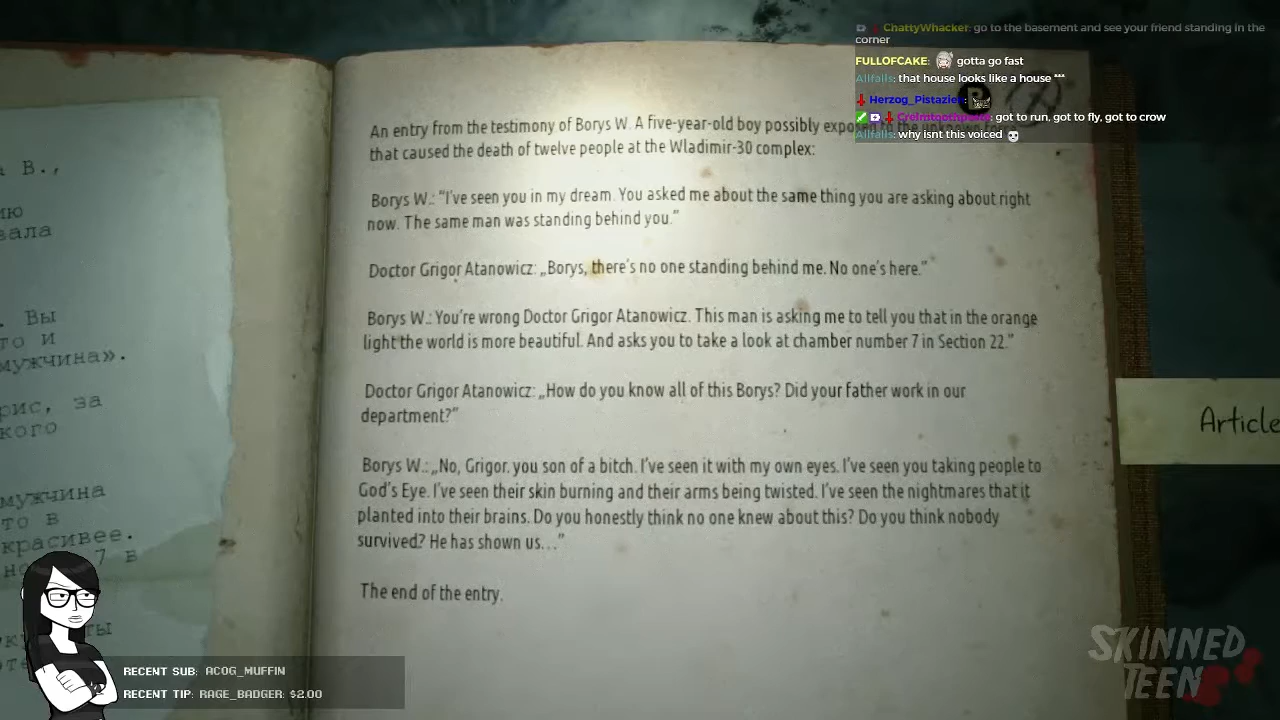 ChattyWhacker: go to the basement and see your friend standing in the
corner
FULLOFCAKE: gotta go fast
Allfalls: that house looks like a house ***
Herzog_Pistazie:
got to run, got to fly, got to crow
Allfalls: why isnt this voiced
An entry from the testimony of Borys W. A five-year-old boy possibly
that caused the death of twelve people at the Wladimir-30 complex:
Borys W.: "I've seen you in my dream. You asked me about the same thing you are asking about right
now. The same man was standing behind you."
Doctor Grigor Atanowicz: „Borys, there's no one standing behind me. No one's here."
Borys W.: You're wrong Doctor Grigor Atanowicz. This man is asking me to tell you that in the orange
light the world is more beautiful. And asks you to take a look at chamber number 7 in Section 22."
Doctor Grigor Atanowicz: „How do you know all of this Borys? Did your father work in our
department?"
Borys W.: „No, Grigor, you son of a bitch. I've seen it with my own eyes. I've seen you taking people to
God's Eye. I've seen their skin burning and their arms being twisted. I've seen the nightmares that it
planted into their brains. Do you honestly think no one knew about this? Do you think nobody
survived? He has shown us..."
The end of the entry.
а В.,
Вы
то и
мужчина».
рис, за
кого
мужчина
то в
красивее.
7 в
Article
RECENT SUB: ACOG_MUFFIN
RECENT TIP: RAGE_BADGER: $2.00
SKINNED
TEEN